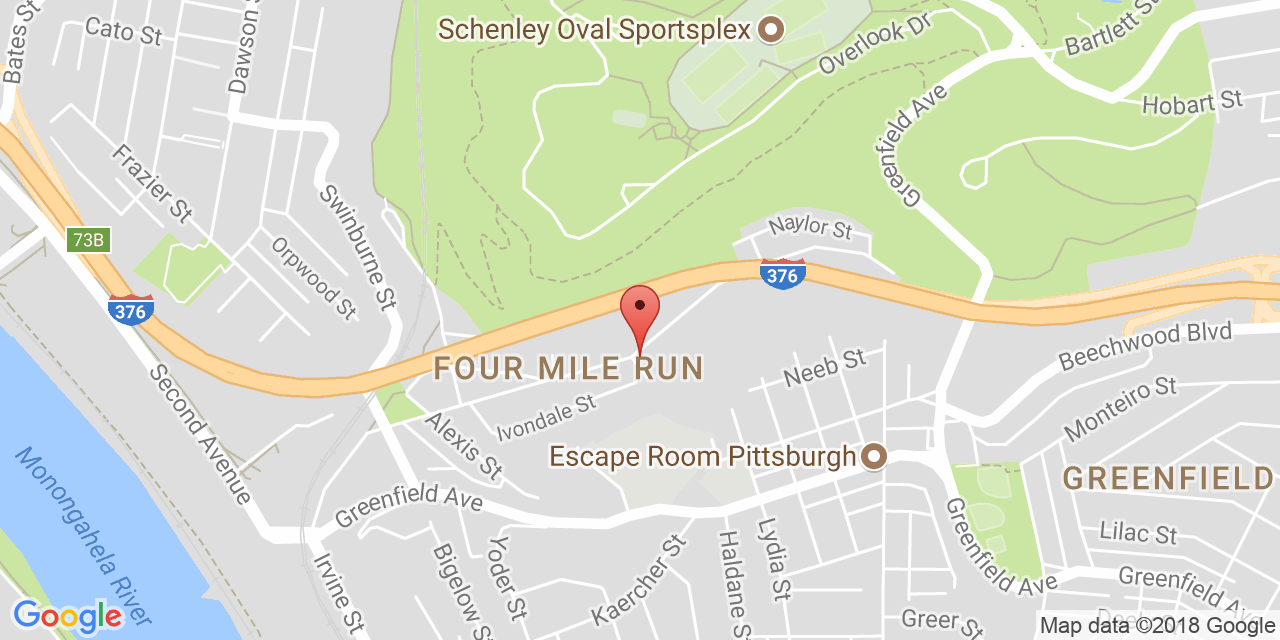 Schenley Oval Sportsplex
Bates St
Cato St
Dawson S
Overlook Dr
Bartlett St
Hobart St
Greenfield Ave
Frazier St
Swinburne St
Naylor St
73B
Orpwood St
376
376
FOUR MILE RUN
Beechwood Blvd
Neeb St
Second Avenue
Ivondale St
Alexis St
Monteiro St
Escape Room Pittsburgh
GREENFIELD
Monongahela River
Greenfield Ave
Lilac St
Greenfield Ave
Bigelow S
Yoder St
Kaercher St
Haldane S
Lydia St
Irvine St
Greenfield Av
Greer St
Google
Map data ©2018 Google